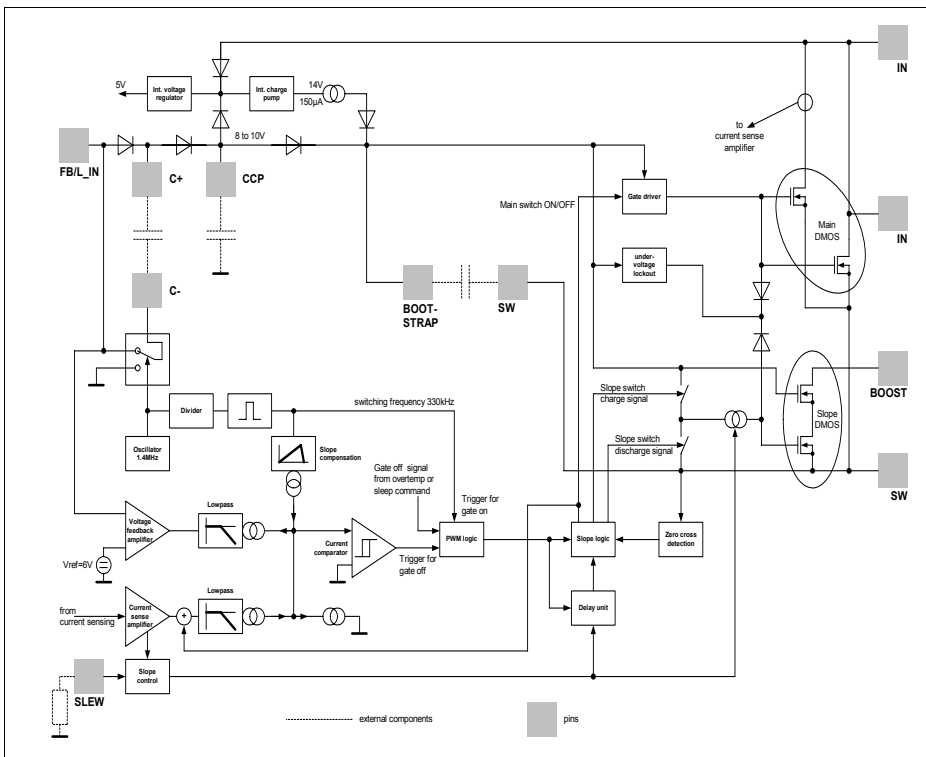 IN
5V
Int. voltage
regulator
Int. charge
pump
14V
150µA
to
current sense
amplifier
8 to 10V
FB/L_IN
C+
CCP
Main switch ON/OFF
Gate driver
Main
DMOS
IN
under-
voltage
lockout
C-
BOOT-
STRAP
SW
BOOST
Slope switch
charge signal
Slope
DMOS
Divider
switching frequency 330kHz
Oscillator
1.4MHz
Slope
compensation
Slope switch
discharge signal
SW
Gate off signal
from overtemp or
sleep command
Trigger for
gate on
Voltage
feedback
amplifier
Lowpass
Current
comparator
PWM logic
Slope logic
Zero cross
detection
Vref=6V
Trigger for
gate off
Lowpass
from
current sensing
Current
sense
amplifier
+
Delay unit
Slope
control
SLEW
external components
pins